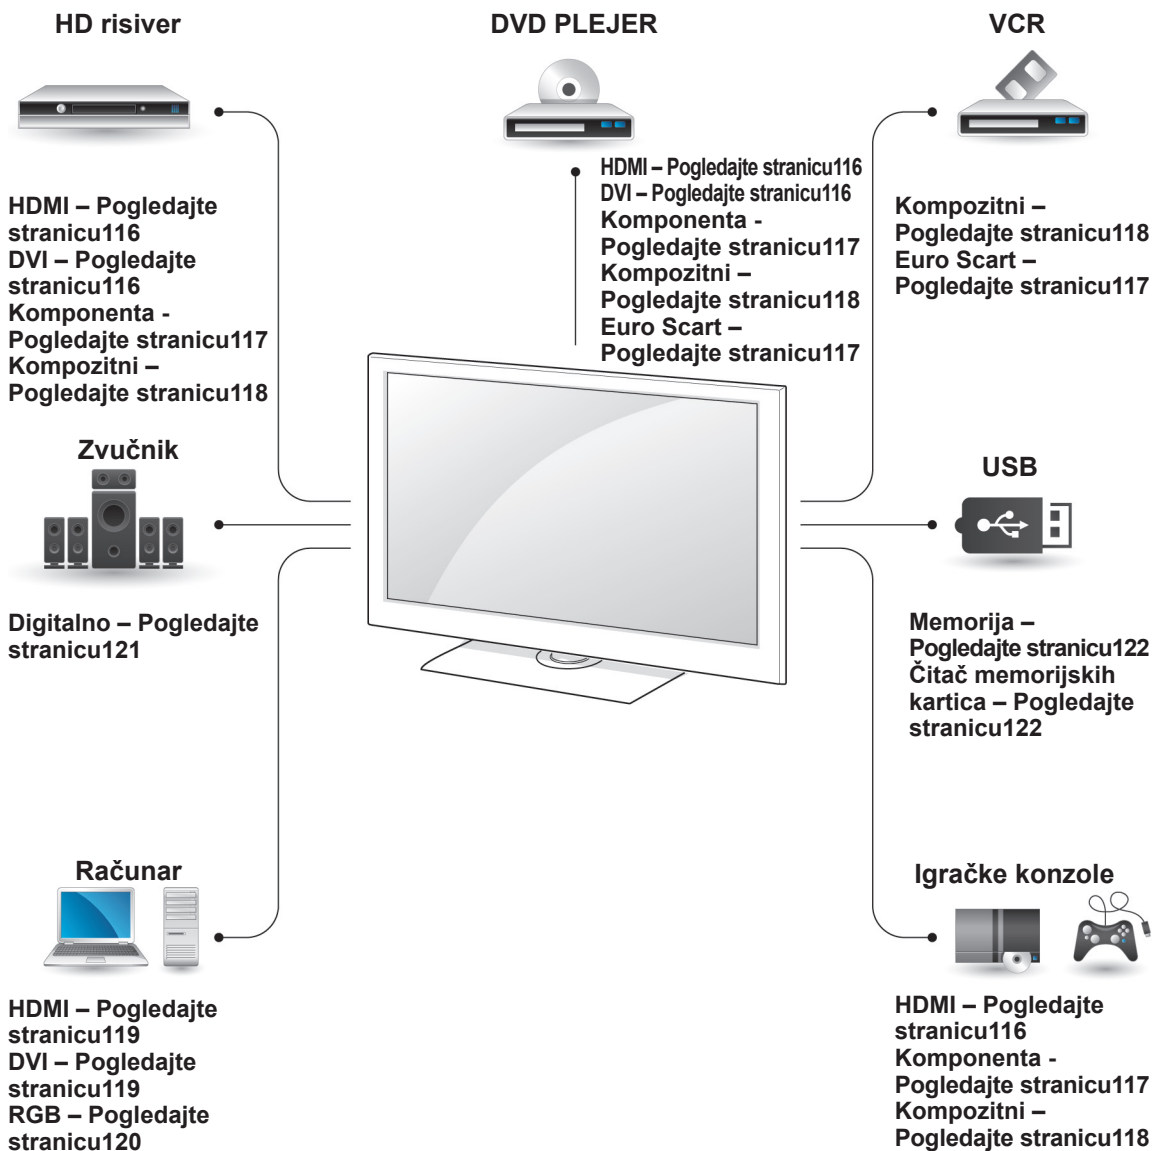 HD risiver
HDMI – Pogledajte
stranicu116
DVI – Pogledajte
stranicu116
Komponenta -
Pogledajte stranicu117
Kompozitni –
Pogledajte stranicu118
DVD PLEJER
HDMI – Pogledajte stranicu116
DVI – Pogledajte stranicu116
Komponenta -
Pogledajte stranicu117
Kompozitni –
Pogledajte stranicu118
Euro Scart –
Pogledajte stranicu117
VCR
Kompozitni –
Pogledajte stranicu118
Euro Scart –
Pogledajte stranicu117
Zvučnik
Digitalno – Pogledajte
stranicu121
USB
Memorija –
Pogledajte stranicu122
Čitač memorijskih
kartica – Pogledajte
stranicu122
Računar
HDMI – Pogledajte
stranicu119
DVI – Pogledajte
stranicu119
RGB – Pogledajte
stranicu120
Igračke konzole
HDMI – Pogledajte
stranicu116
Komponenta -
Pogledajte stranicu117
Kompozitni –
Pogledajte stranicu118